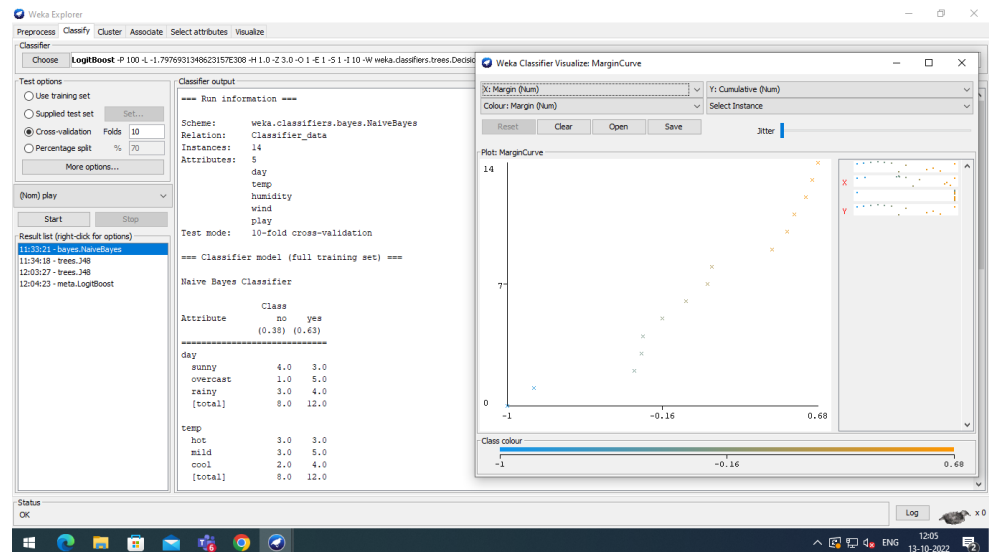 Weka Explorer
Preprocess Classify Cluster Associate Select attributes Visualize
Classifier
Choose LogitBoost -P 100 -L -1.7976931348623157E308 -H 1.0 -Z 3.0 -O 1 -E 1 -S 1 -I 10 -W weka.classifiers.trees.Decisio
Test options
Use training set
Supplied test set Set...
Cross-validation Folds 10
Percentage split % 70
More options...
(Nom) play
Start Stop
Result list (right-click for options)
11:33:21 - bayes.NaiveBayes
11:34:18 - trees.J48
12:03:27 - trees.J48
12:04:23 - meta.LogitBoost
Classifier output
=== Run information ===
Scheme: weka.classifiers.bayes.NaiveBayes
Relation: Classifier_data
Instances: 14
Attributes: 5
day
temp
humidity
wind
play
Test mode: 10-fold cross-validation
=== Classifier model (full training set) ===
Naive Bayes Classifier
Class
Attribute no yes
(0.38) (0.63)
==============================
day
sunny 4.0 3.0
overcast 1.0 5.0
rainy 3.0 4.0
[total] 8.0 12.0
temp
hot 3.0 3.0
mild 3.0 5.0
cool 2.0 4.0
[total] 8.0 12.0
Weka Classifier Visualize: MarginCurve
X: Margin (Num) Y: Cumulative (Num)
Colour: Margin (Num) Select Instance
Reset Clear Open Save Jitter
Plot: MarginCurve
14
7
0
-1 -0.16 0.68
X
Y
Class colour
-1 -0.16 0.68
Status
OK
Log x 0
ENG 12:05
13-10-2022 2